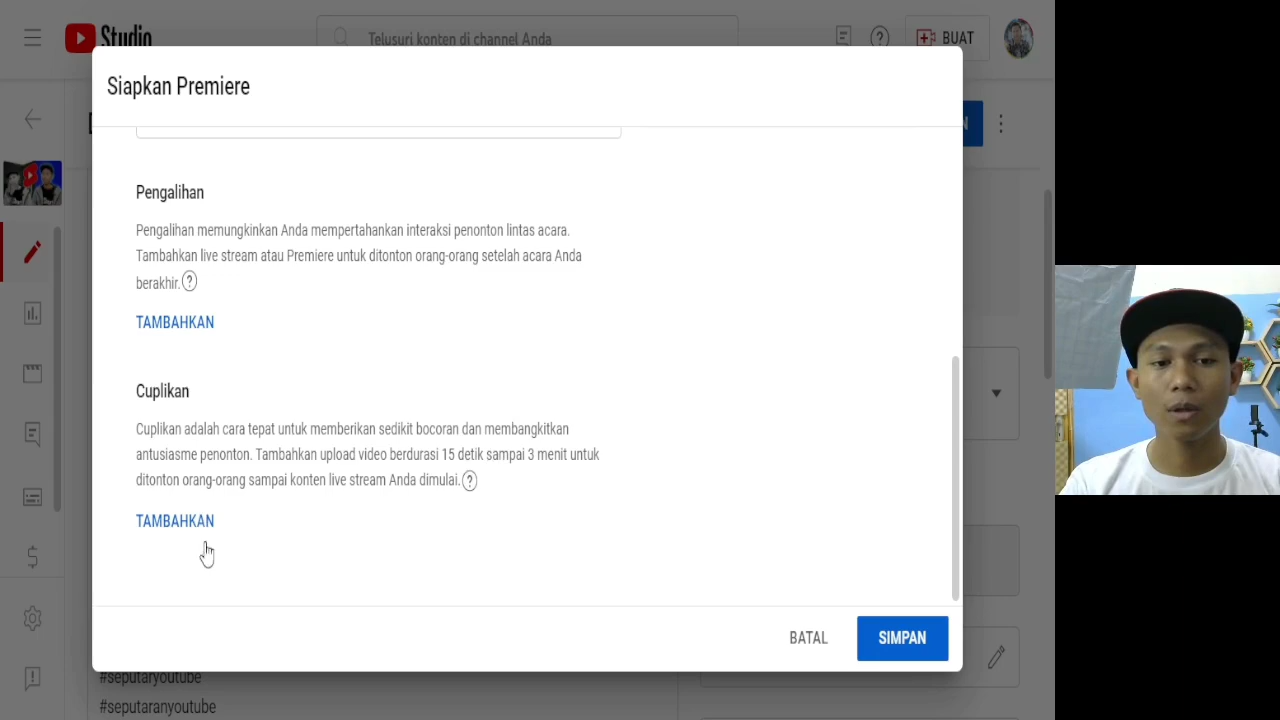 Studio
Telusuri konten di channel Anda
BUAT
Siapkan Premiere
Pengalihan
Pengalihan memungkinkan Anda mempertahankan interaksi penonton lintas acara.
Tambahkan live stream atau Premiere untuk ditonton orang-orang setelah acara Anda
berakhir.
TAMBAHKAN
Cuplikan
Cuplikan adalah cara tepat untuk memberikan sedikit bocoran dan membangkitkan
antusiasme penonton. Tambahkan upload video berdurasi 15 detik sampai 3 menit untuk
ditonton orang-orang sampai konten live stream Anda dimulai.
TAMBAHKAN
BATAL
SIMPAN
#seputaryoutube
#seputaranyoutube